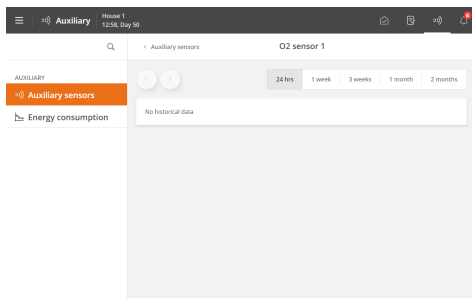 Auxiliary
House 1
12:58, Day 50
6
Auxiliary sensors
O2 sensor 1
AUXILIARY
Auxiliary sensors
Energy consumption
24 hrs
1 week
3 weeks
1 month
2 months
No historical data